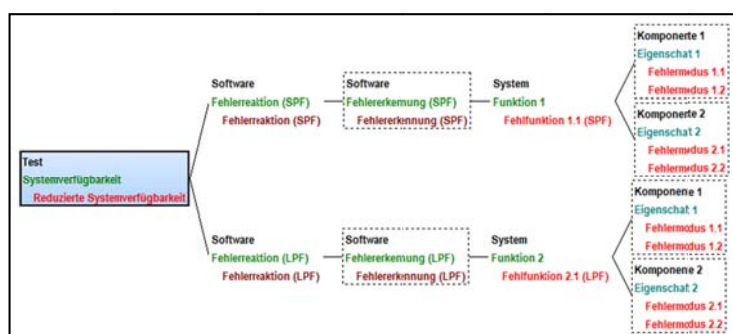 Test
Systemverfügbarkeit
Reduzierte Systemverfügbarkeit
Software
Fehlerreaktion (SPF)
Fehlerreaktion (SPF)
Software
Fehlererkennung (SPF)
Fehlererkennung (SPF)
System
Funktion 1
Fehlfunktion 1.1 (SPF)
Komponente 1
Eigenschaft 1
Fehlermodus 1.1
Fehlermodus 1.2
Komponente 2
Eigenschaft 2
Fehlermodus 2.1
Fehlermodus 2.2
Software
Fehlerreaktion (LPF)
Fehlerreaktion (LPF)
Software
Fehlererkennung (LPF)
Fehlererkennung (LPF)
System
Funktion 2
Fehlfunktion 2.1 (LPF)
Komponente 1
Eigenschaft 1
Fehlermodus 1.1
Fehlermodus 1.2
Komponente 2
Eigenschaft 2
Fehlermodus 2.1
Fehlermodus 2.2